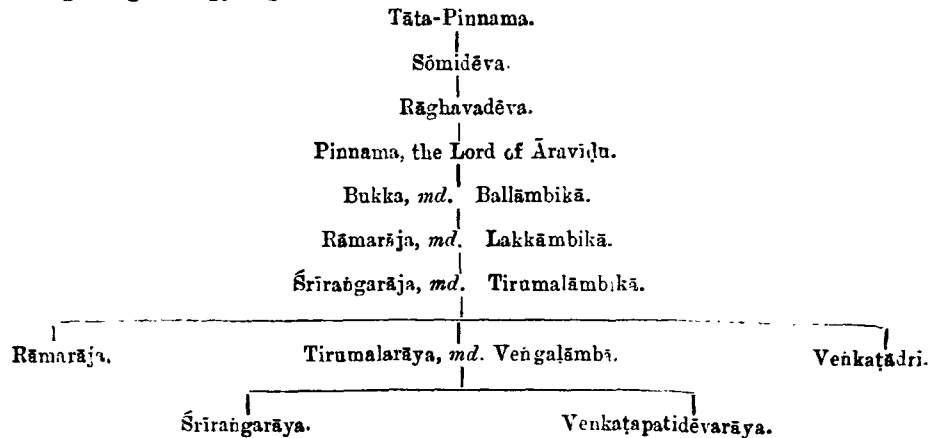 Tāta-Pinnama.
Sōmidēva.
Rāghavadēva.
Pinnama, the Lord of Āravīḍu.
Bukka, md. Ballāmbikā.
Rāmarāja, md. Lakkāmbikā.
Śrīraṅgarāja, md. Tirumalāmbikā.
Rāmarāja. Tirumalarāya, md. Veṅgaḷāmbā. Veṅkaṭādri.
Śrīraṅgarāya. Veṅkaṭapatidēvarāya.